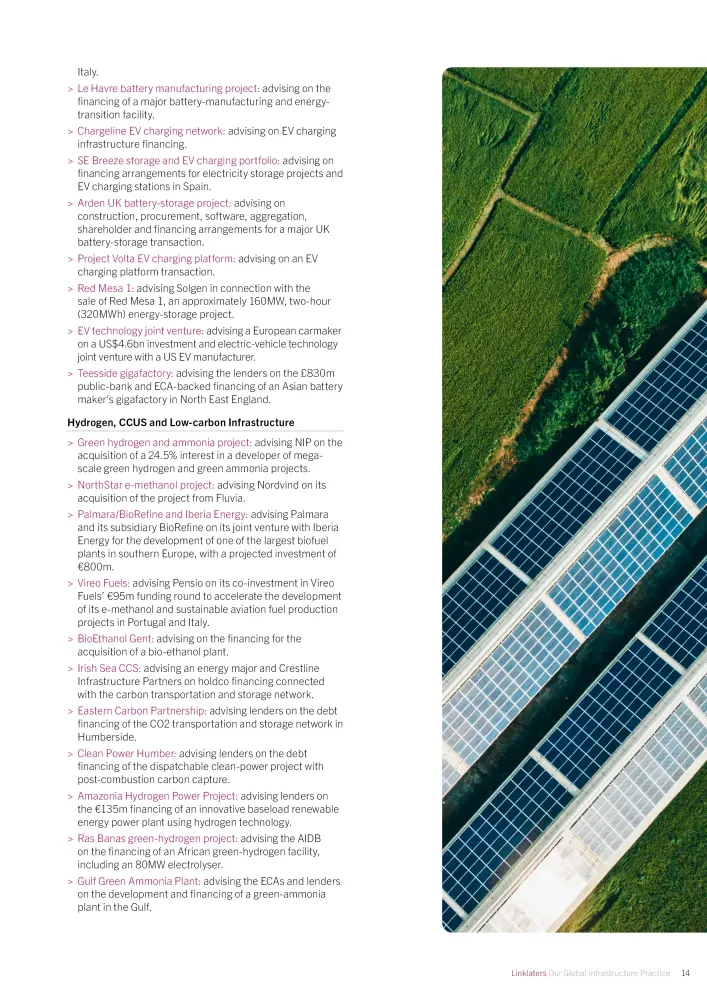 Italy.
> Le Havre battery manufacturing project: advising on the
financing of a major battery-manufacturing and energy-
transition facility.
> Chargeline EV charging network: advising on EV charging
infrastructure financing.
> SE Breeze storage and EV charging portfolio: advising on
financing arrangements for electricity storage projects and
EV charging stations in Spain.
> Arden UK battery-storage project: advising on
construction, procurement, software, aggregation,
shareholder and financing arrangements for a major UK
battery-storage transaction.
> Project Volta EV charging platform: advising on an EV
charging platform transaction.
> Red Mesa 1: advising Solgen in connection with the
sale of Red Mesa 1, an approximately 160MW, two-hour
(320MWh) energy-storage project.
> EV technology joint venture: advising a European carmaker
on a US$4.6bn investment and electric-vehicle technology
joint venture with a US EV manufacturer.
> Teesside gigafactory: advising the lenders on the £830m
public-bank and ECA-backed financing of an Asian battery
maker's gigafactory in North East England.
Hydrogen, CCUS and Low-carbon Infrastructure
> Green hydrogen and ammonia project: advising NIP on the
acquisition of a 24.5% interest in a developer of mega-
scale green hydrogen and green ammonia projects.
> NorthStar e-methanol project: advising Nordvind on its
acquisition of the project from Fluvia.
> Palmara/BioRefine and Iberia Energy: advising Palmara
and its subsidiary BioRefine on its joint venture with Iberia
Energy for the development of one of the largest biofuel
plants in southern Europe, with a projected investment of
€800m.
> Vireo Fuels: advising Pensio on its co-investment in Vireo
Fuels' €95m funding round to accelerate the development
of its e-methanol and sustainable aviation fuel production
projects in Portugal and Italy.
> BioEthanol Gent: advising on the financing for the
acquisition of a bio-ethanol plant.
> Irish Sea CCS: advising an energy major and Crestline
Infrastructure Partners on holdco financing connected
with the carbon transportation and storage network.
> Eastern Carbon Partnership: advising lenders on the debt
financing of the CO2 transportation and storage network in
Humberside.
> Clean Power Humber: advising lenders on the debt
financing of the dispatchable clean-power project with
post-combustion carbon capture.
> Amazonia Hydrogen Power Project: advising lenders on
the €135m financing of an innovative baseload renewable
energy power plant using hydrogen technology.
> Ras Banas green-hydrogen project: advising the AIDB
on the financing of an African green-hydrogen facility,
including an 80MW electrolyser.
> Gulf Green Ammonia Plant: advising the ECAs and lenders
on the development and financing of a green-ammonia
plant in the Gulf.
Linklaters Our Global Infrastructure Practice 14